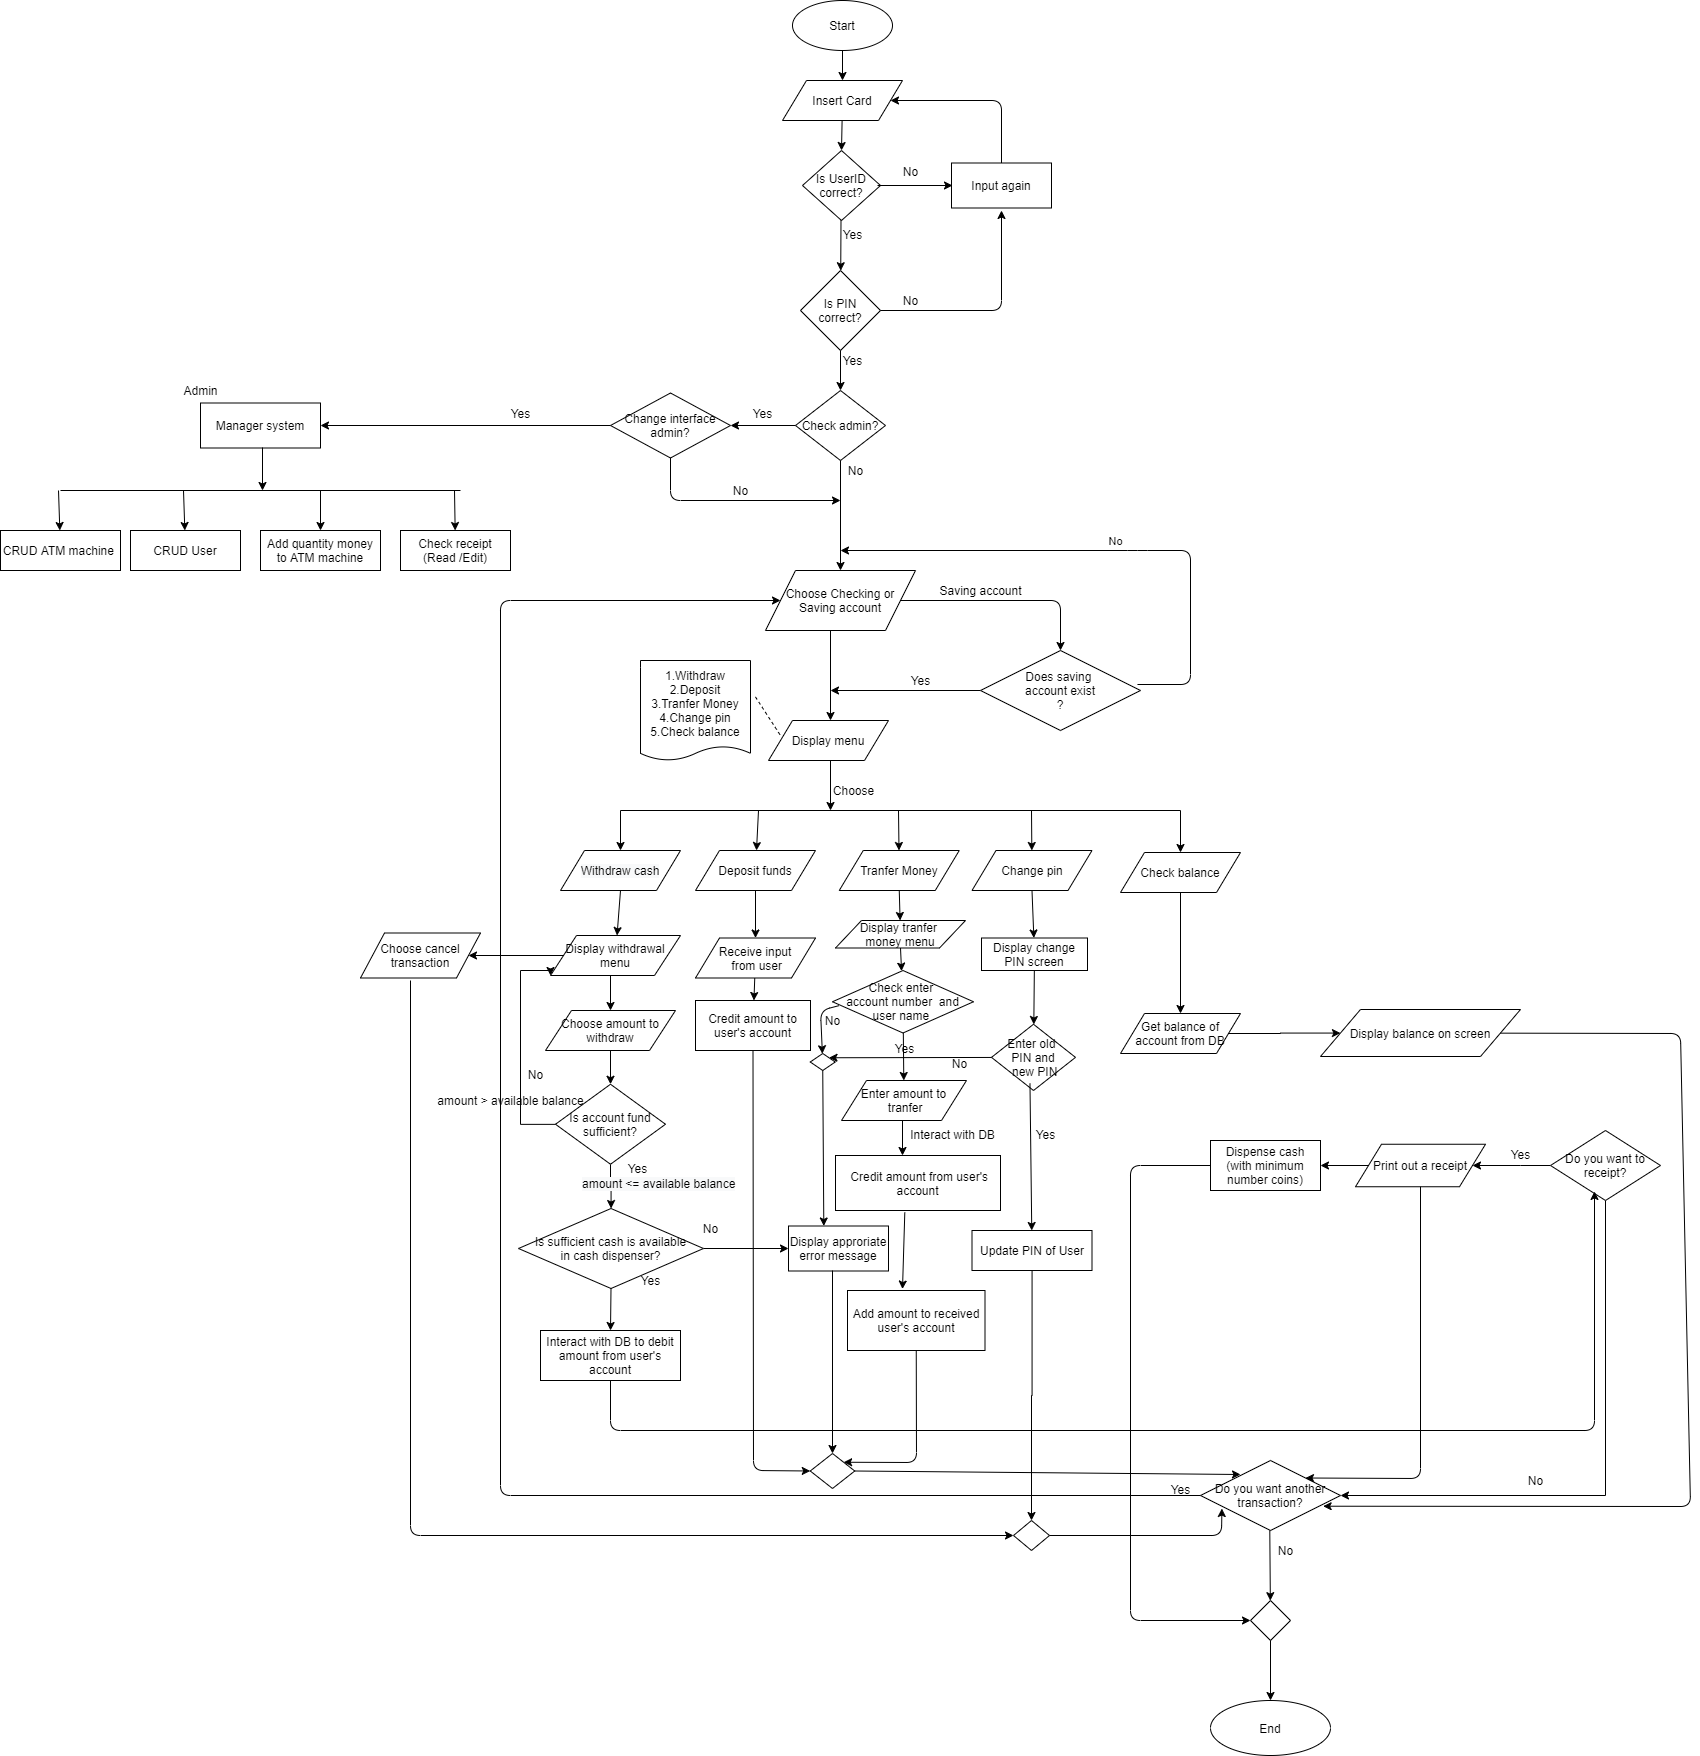 Start
Insert Card
Is UserID
correct?
No
Input again
Yes
Is PIN
correct?
No
Yes
Admin
Manager system
Yes
Change interface
admin?
Yes
Check admin?
No
No
CRUD ATM machine
CRUD User
Add quantity money
to ATM machine
Check receipt
(Read /Edit)
No
Choose Checking or
Saving account
Saving account
Does saving
account exist
?
Yes
1.Withdraw
2.Deposit
3.Tranfer Money
4.Change pin
5.Check balance
Display menu
Choose
Withdraw cash
Deposit funds
Tranfer Money
Change pin
Check balance
Choose cancel
transaction
Display withdrawal
menu
Receive input
from user
Display tranfer
money menu
Display change
PIN screen
Choose amount to
withdraw
Credit amount to
user's account
Check enter
account number and
user name
No
Yes
No
Enter old
PIN and
new PIN
Get balance of
account from DB
Display balance on screen
No
amount > available balance
Is account fund
sufficient?
Enter amount to
tranfer
Interact with DB
Yes
Yes
amount <= available balance
Credit amount from user's
account
Dispense cash
(with minimum
number coins)
Print out a receipt
Yes
Do you want to
receipt?
Is sufficient cash is available
in cash dispenser?
No
Yes
Display approriate
error message
Update PIN of User
Interact with DB to debit
amount from user's
account
Add amount to received
user's account
Yes
Do you want another
transaction?
No
No
End